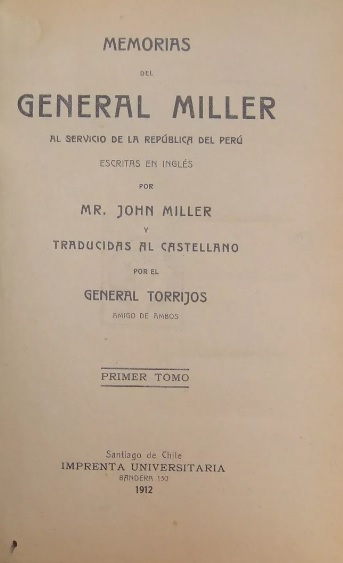 MEMORIAS
DEL
GENERAL MILLER
AL SERVICIO DE LA REPÚBLICA DEL PERÚ
ESCRITAS EN INGLÉS
POR
MR. JOHN MILLER
Y
TRADUCIDAS AL CASTELLANO
POR EL
GENERAL TORRIJOS
AMIGO DE AMBOS
PRIMER TOMO
Santiago de Chile
IMPRENTA UNIVERSITARIA
BANDERA 130
1912